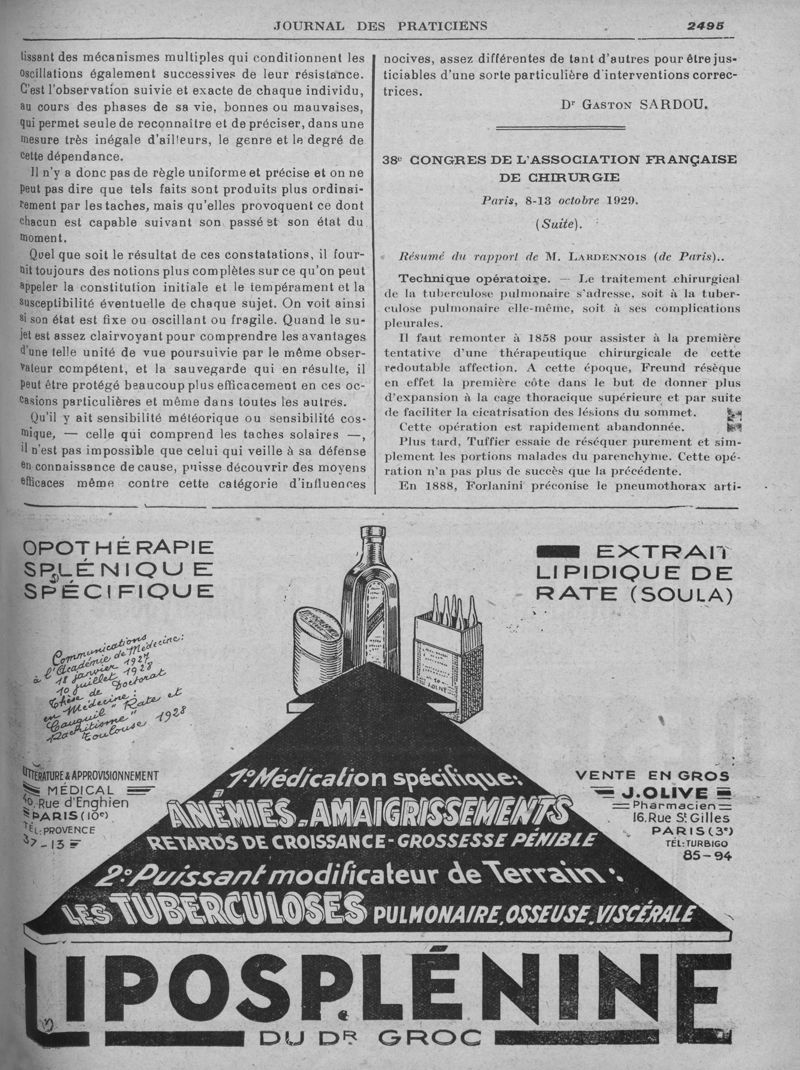 JOURNAL DES PRATICIENS
2495
tissant des mécanismes multiples qui conditionnent les
oscillations également successives de leur résistance.
C'est l'observation suivie et exacte de chaque individu,
au cours des phases de sa vie, bonnes ou mauvaises,
qui permet seule de reconnaître et de préciser, dans une
mesure très inégale d'ailleurs, le genre et le degré de
cette dépendance.
Il n'y a donc pas de règle uniforme et précise et on ne
peut pas dire que tels faits sont produits plus ordinai-
rement par les taches, mais qu'elles provoquent ce dont
chacun est capable suivant son passé et son état du
moment.
Quel que soit le résultat de ces constatations, il four-
nit toujours des notions plus complètes sur ce qu'on peut
appeler la constitution initiale et le tempérament et la
susceptibilité éventuelle de chaque sujet. On voit ainsi
si son état est fixe ou oscillant ou fragile. Quand le su-
jet est assez clairvoyant pour comprendre les avantages
d'une telle unité de vue poursuivie par le même obser-
vateur compétent, et la sauvegarde qui en résulte, il
peut être protégé beaucoup plus efficacement en ces oc-
casions particulières et même dans toutes les autres.
Qu'il y ait sensibilité météorique ou sensibilité cos-
mique, — celle qui comprend les taches solaires —,
il n'est pas impossible que celui qui veille à sa défense
en connaissance de cause, puisse découvrir des moyens
efficaces même contre cette catégorie d'influences
nocives, assez différentes de tant d'autres pour être jus-
ticiables d'une sorte particulière d'interventions correc-
trices.
Dr GASTON SARDOU.
38e CONGRES DE L'ASSOCIATION FRANÇAISE
DE CHIRURGIE
Paris, 8-13 octobre 1929.
(Suite).
Résumé du rapport de M. LARDENNOIS (de Paris)..
Technique opératoire. — Le traitement chirurgical
de la tuberculose pulmonaire s'adresse, soit à la tuber-
culose pulmonaire elle-même, soit à ses complications
pleurales.
Il faut remonter à 1858 pour assister à la première
tentative d'une thérapeutique chirurgicale de cette
redoutable affection. A cette époque, Freund résèque
en effet la première côte dans le but de donner plus
d'expansion à la cage thoracique supérieure et par suite
de faciliter la cicatrisation des lésions du sommet.
Cette opération est rapidement abandonnée.
Plus tard, Tuffier essaie de réséquer purement et sim-
plement les portions malades du parenchyme. Cette opé-
ration n'a pas plus de succès que la précédente.
En 1888, Forlanini préconise le pneumothorax arti-
OPOTHÉRAPIE
SPLÉNIQUE
SPÉCIFIQUE
EXTRAIT
LIPIDIQUE DE
RATE (SOULA)
Communications
à l'Académie de Médecine:
18 janvier 1927
10 juillet 1928
Thèse de Doctorat
en Médecine:
Cauquil "Rate et
Rachitisme"
Toulouse 1928
LITTÉRATURE & APPROVISIONNEMENT
MÉDICAL
40, Rue d'Enghien
PARIS (10e)
TÉL: PROVENCE
37-13
VENTE EN GROS
J. OLIVE
Pharmacien
16, Rue St Gilles
PARIS (3e)
TÉL: TURBIGO
85-94
1º Médication spécifique:
ANÉMIES - AMAIGRISSEMENTS
RETARDS DE CROISSANCE - GROSSESSE PÉNIBLE
2º Puissant modificateur de Terrain:
LES TUBERCULOSES PULMONAIRE, OSSEUSE, VISCÉRALE
LIPOSPLÉNINE
DU DR GROC